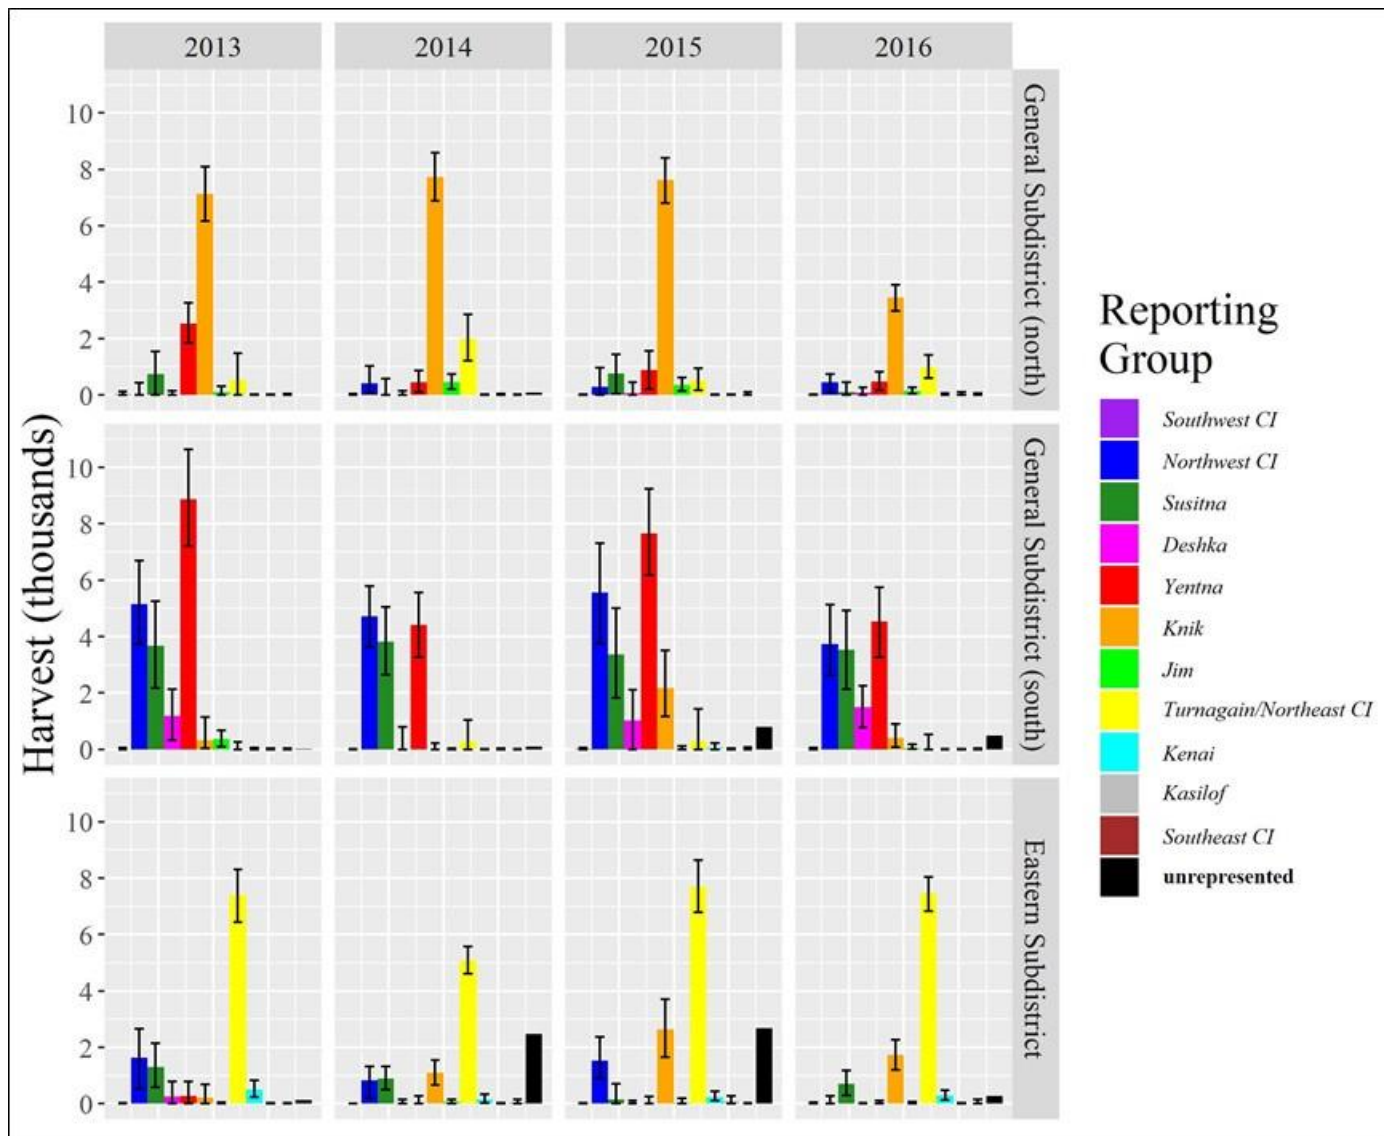 2013 2014 2015 2016
Harvest (thousands)
10
8
6
4
2
0
General Subdistrict (north)
10
8
6
4
2
0
General Subdistrict (south)
10
8
6
4
2
0
Eastern Subdistrict
Reporting
Group
Southwest CI
Northwest CI
Susitna
Deshka
Yentna
Knik
Jim
Turnagain/Northeast CI
Kenai
Kasilof
Southeast CI
unrepresented